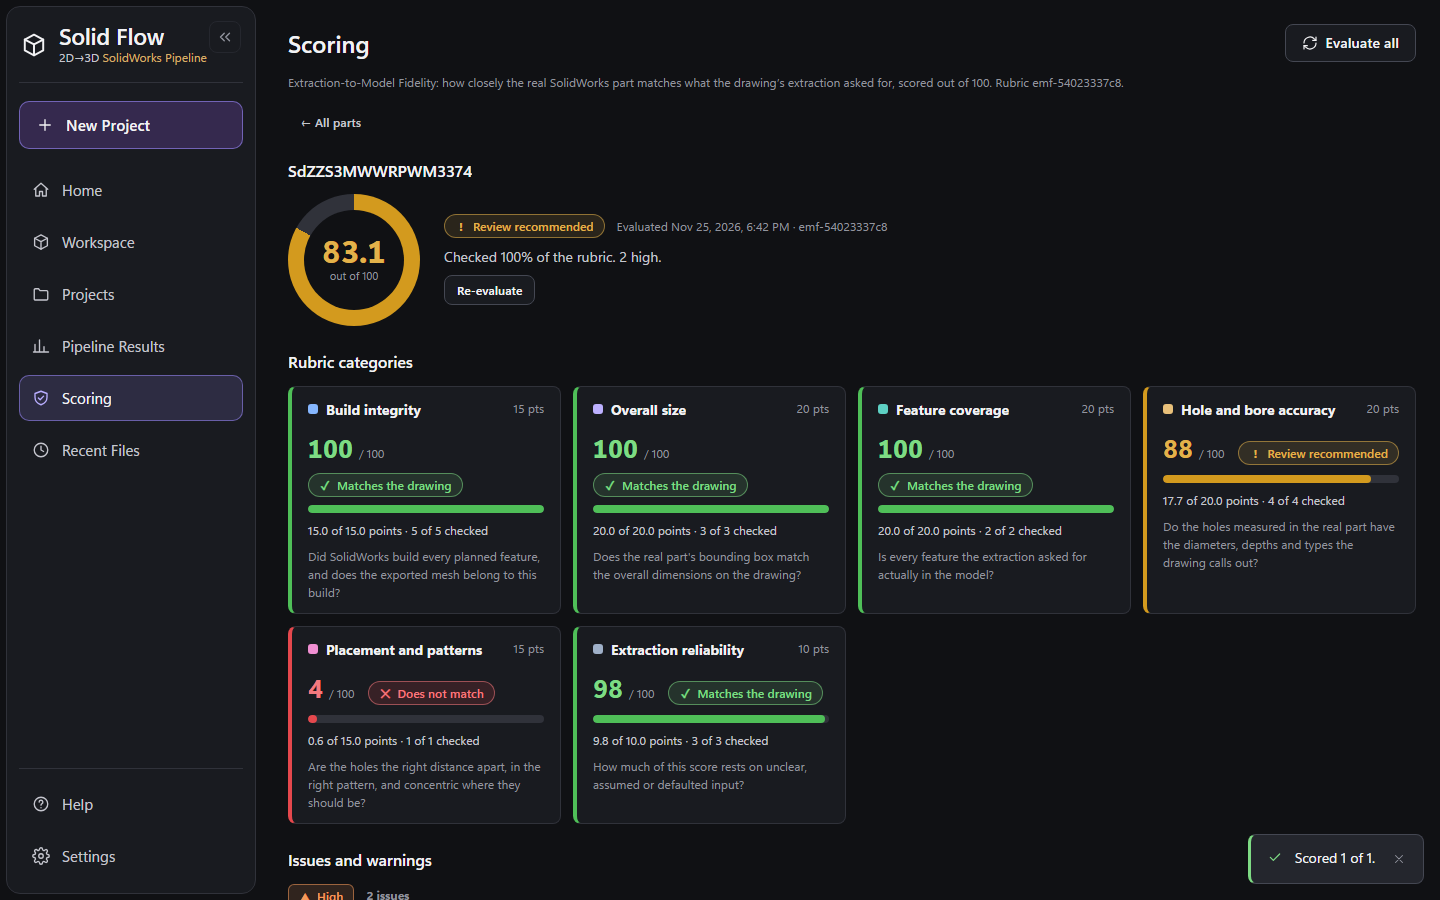 Solid Flow
2D→3D SolidWorks Pipeline
New Project
Home
Workspace
Projects
Pipeline Results
Scoring
Recent Files
Help
Settings
Scoring
Evaluate all
Extraction-to-Model Fidelity: how closely the real SolidWorks part matches what the drawing's extraction asked for, scored out of 100. Rubric emf-54023337c8.
← All parts
SdZZS3MWWRPWM3374
83.1
out of 100
! Review recommended
Evaluated Nov 25, 2026, 6:42 PM · emf-54023337c8
Checked 100% of the rubric. 2 high.
Re-evaluate
Rubric categories
Build integrity 15 pts
100 / 100
✓ Matches the drawing
15.0 of 15.0 points · 5 of 5 checked
Did SolidWorks build every planned feature,
and does the exported mesh belong to this
build?
Overall size 20 pts
100 / 100
✓ Matches the drawing
20.0 of 20.0 points · 3 of 3 checked
Does the real part's bounding box match
the overall dimensions on the drawing?
Feature coverage 20 pts
100 / 100
✓ Matches the drawing
20.0 of 20.0 points · 2 of 2 checked
Is every feature the extraction asked for
actually in the model?
Hole and bore accuracy 20 pts
88 / 100 ! Review recommended
17.7 of 20.0 points · 4 of 4 checked
Do the holes measured in the real part have
the diameters, depths and types the
drawing calls out?
Placement and patterns 15 pts
4 / 100 ✕ Does not match
0.6 of 15.0 points · 1 of 1 checked
Are the holes the right distance apart, in the
right pattern, and concentric where they
should be?
Extraction reliability 10 pts
98 / 100 ✓ Matches the drawing
9.8 of 10.0 points · 3 of 3 checked
How much of this score rests on unclear,
assumed or defaulted input?
Issues and warnings
High 2 issues
Scored 1 of 1.